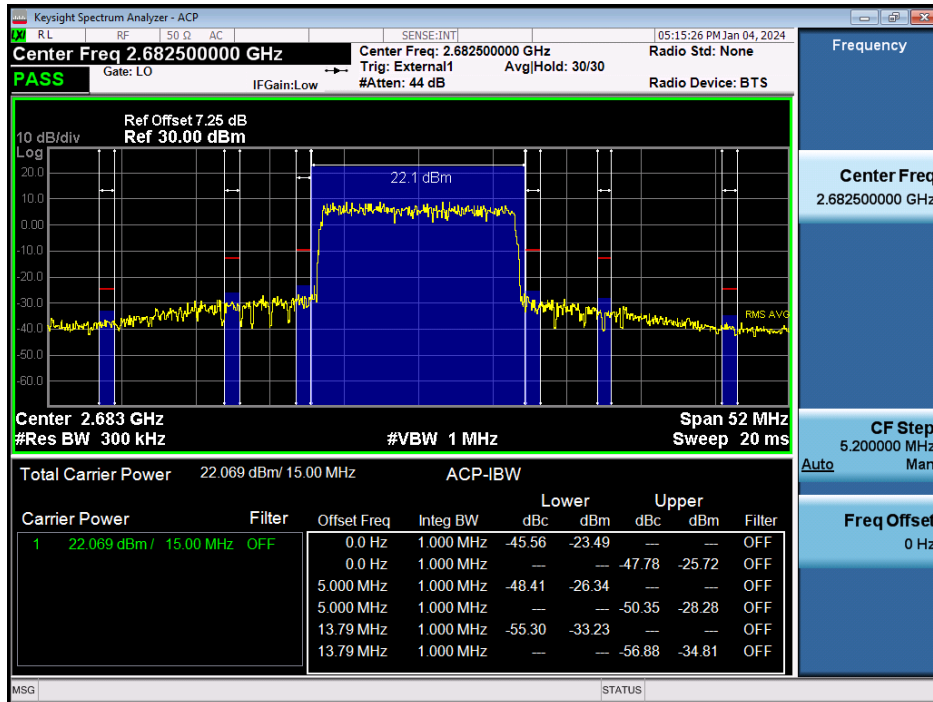 Keysight Spectrum Analyzer - ACP
LXI RL RF 50 Ω AC SENSE:INT 05:15:26 PM Jan 04, 2024
Center Freq 2.682500000 GHz Center Freq: 2.682500000 GHz Radio Std: None
Gate: LO Trig: External1 Avg|Hold: 30/30
PASS IFGain:Low #Atten: 44 dB Radio Device: BTS
Ref Offset 7.25 dB
10 dB/div Ref 30.00 dBm
Log
20.0
22.1 dBm
10.0
0.00
-10.0
-20.0
-30.0
RMS AVG
-40.0
-50.0
-60.0
Center 2.683 GHz Span 52 MHz
#Res BW 300 kHz #VBW 1 MHz Sweep 20 ms
Total Carrier Power 22.069 dBm/ 15.00 MHz ACP-IBW
Lower Upper
Carrier Power Filter Offset Freq Integ BW dBc dBm dBc dBm Filter
1 22.069 dBm / 15.00 MHz OFF 0.0 Hz 1.000 MHz -45.56 -23.49 --- --- OFF
0.0 Hz 1.000 MHz --- --- -47.78 -25.72 OFF
5.000 MHz 1.000 MHz -48.41 -26.34 --- --- OFF
5.000 MHz 1.000 MHz --- --- -50.35 -28.28 OFF
13.79 MHz 1.000 MHz -55.30 -33.23 --- --- OFF
13.79 MHz 1.000 MHz --- --- -56.88 -34.81 OFF
MSG STATUS
Frequency
Center Freq
2.682500000 GHz
CF Step
5.200000 MHz
Auto Man
Freq Offset
0 Hz